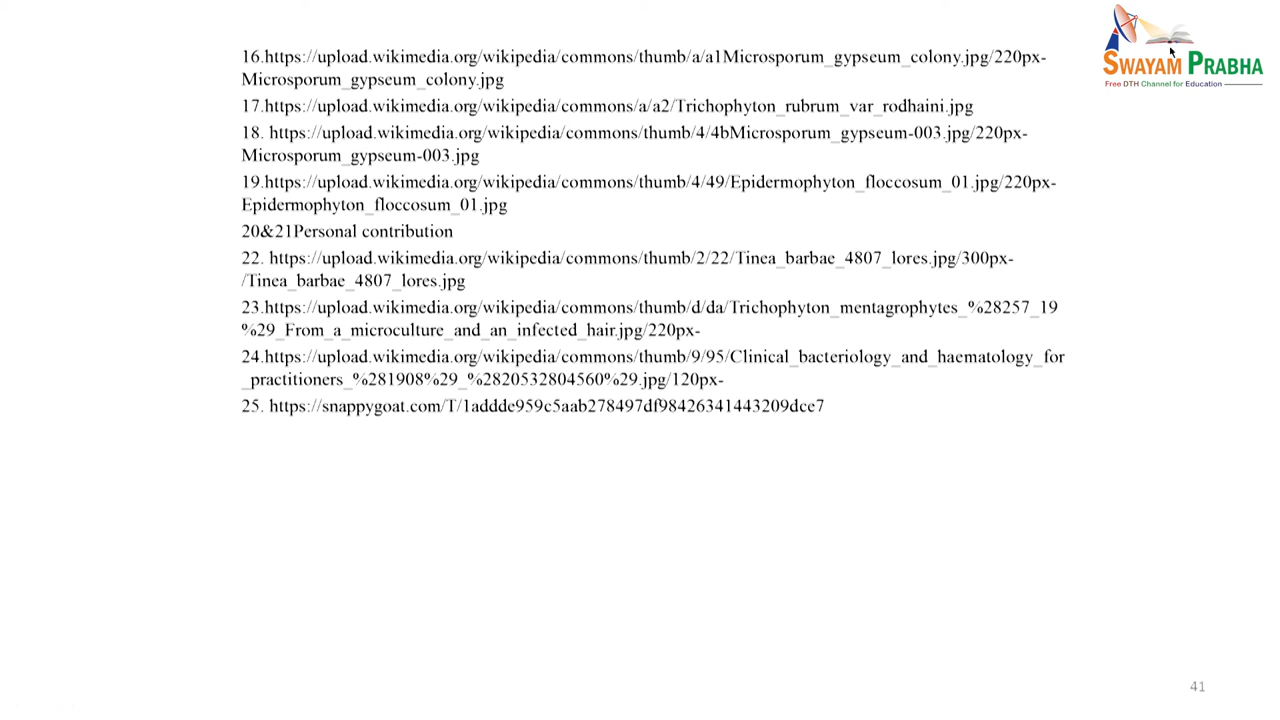 SWAYAM PRABHA
Free DTH Channel for Education
16.https://upload.wikimedia.org/wikipedia/commons/thumb/a/a1Microsporum_gypseum_colony.jpg/220px-
Microsporum_gypseum_colony.jpg
17.https://upload.wikimedia.org/wikipedia/commons/a/a2/Trichophyton_rubrum_var_rodhaini.jpg
18. https://upload.wikimedia.org/wikipedia/commons/thumb/4/4bMicrosporum_gypseum-003.jpg/220px-
Microsporum_gypseum-003.jpg
19.https://upload.wikimedia.org/wikipedia/commons/thumb/4/49/Epidermophyton_floccosum_01.jpg/220px-
Epidermophyton_floccosum_01.jpg
20&21Personal contribution
22. https://upload.wikimedia.org/wikipedia/commons/thumb/2/22/Tinea_barbae_4807_lores.jpg/300px-
/Tinea_barbae_4807_lores.jpg
23.https://upload.wikimedia.org/wikipedia/commons/thumb/d/da/Trichophyton_mentagrophytes_%28257_19
%29_From_a_microculture_and_an_infected_hair.jpg/220px-
24.https://upload.wikimedia.org/wikipedia/commons/thumb/9/95/Clinical_bacteriology_and_haematology_for
_practitioners_%281908%29_%2820532804560%29.jpg/120px-
25. https://snappygoat.com/T/1addde959c5aab278497df98426341443209dce7
41